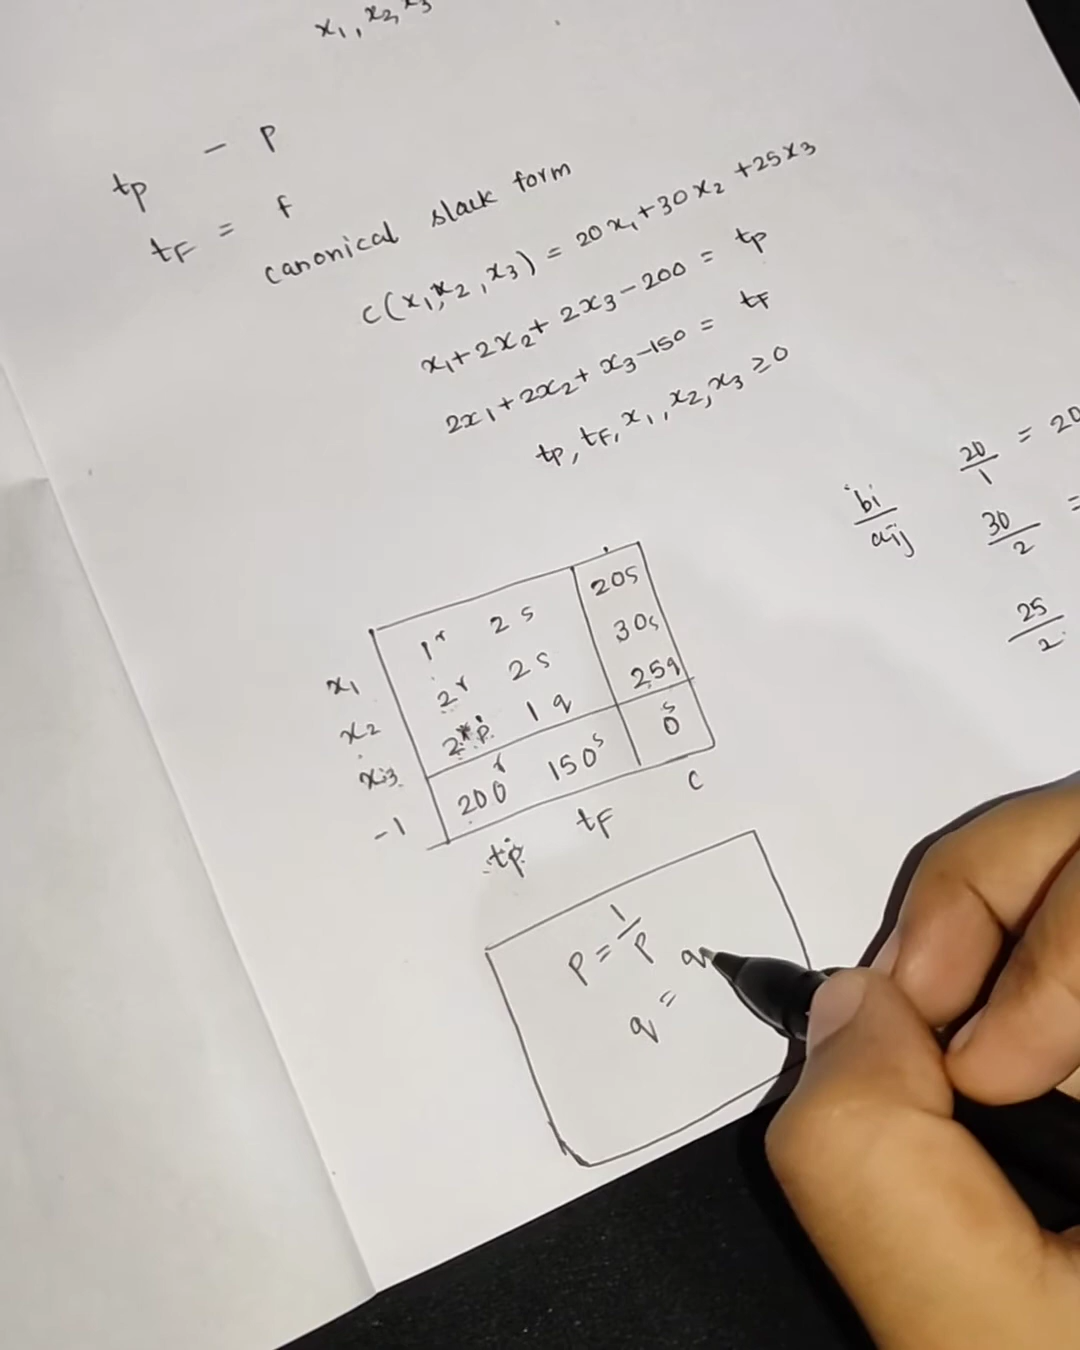 x₁, x₂, x₃
tp - p
tF = f
canonical slack form
c(x₁, x₂, x₃) = 20x₁ + 30x₂ + 25x₃
x₁ + 2x₂ + 2x₃ - 200 = tp
2x₁ + 2x₂ + x₃ - 150 = tF
tp, tF, x₁, x₂, x₃ ≥ 0
bi/aij
20/1 = 20
30/2 =
25/2
x₁ 1r 2s 20s
x₂ 2r 2s 30s
x₃ 2p 1q 25q
-1 200r 150s 0s
tp tF c
p = 1/p
q =